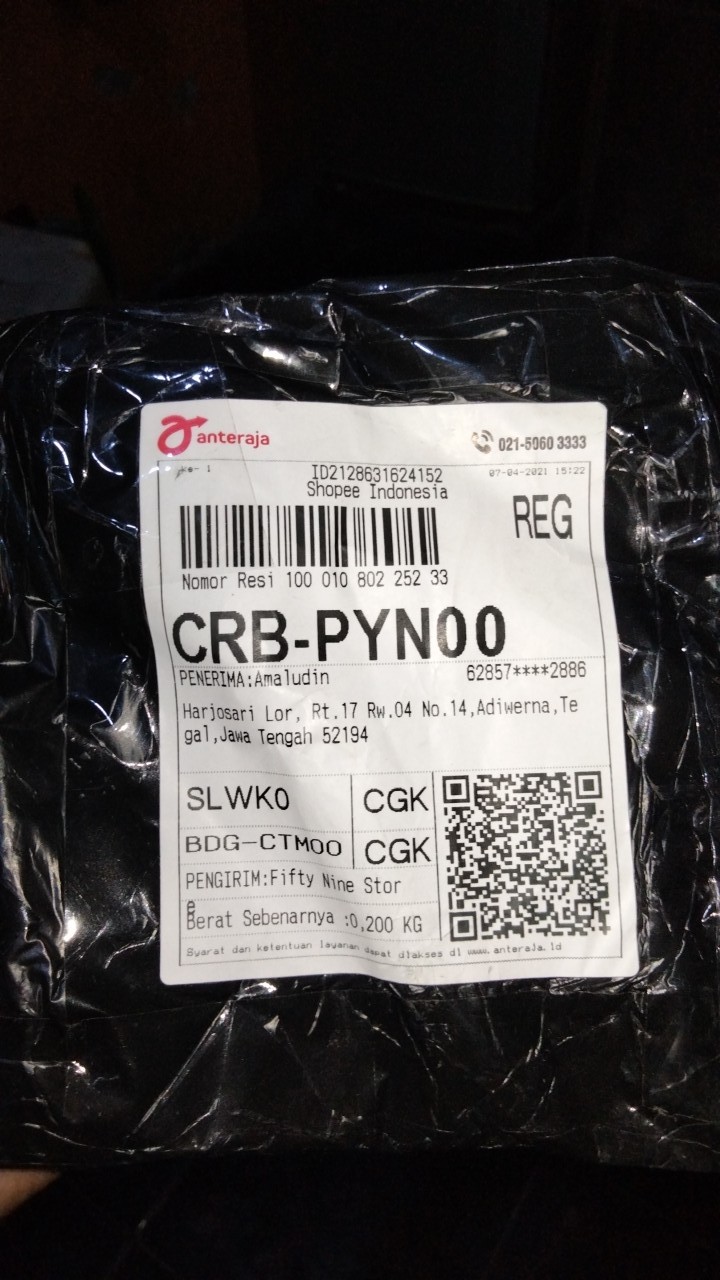 anteraja
021-5060 3333
ke- 1
ID2128631624152
07-04-2021 15:22
Shopee Indonesia
REG
Nomor Resi 100 010 802 252 33
CRB-PYN00
PENERIMA:Amaludin 62857****2886
Harjosari Lor, Rt.17 Rw.04 No.14,Adiwerna,Te
gal,Jawa Tengah 52194
SLWK0 CGK
BDG-CTM00 CGK
PENGIRIM:Fifty Nine Stor
e
Berat Sebenarnya :0,200 KG
Syarat dan ketentuan layanan dapat diakses di www.anteraja.id